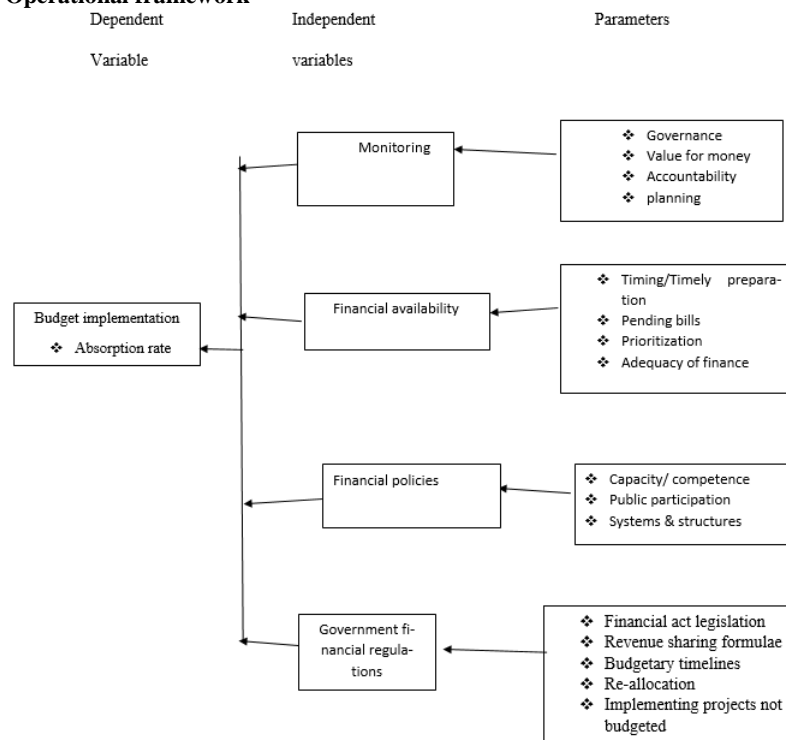 Operational framework
Dependent Independent Parameters
Variable variables
Monitoring
❖ Governance
❖ Value for money
❖ Accountability
❖ planning
Financial availability
❖ Timing/Timely prepara-
tion
❖ Pending bills
❖ Prioritization
❖ Adequacy of finance
Budget implementation
❖ Absorption rate
Financial policies
❖ Capacity/ competence
❖ Public participation
❖ Systems & structures
Government fi-
nancial regula-
tions
❖ Financial act legislation
❖ Revenue sharing formulae
❖ Budgetary timelines
❖ Re-allocation
❖ Implementing projects not
budgeted